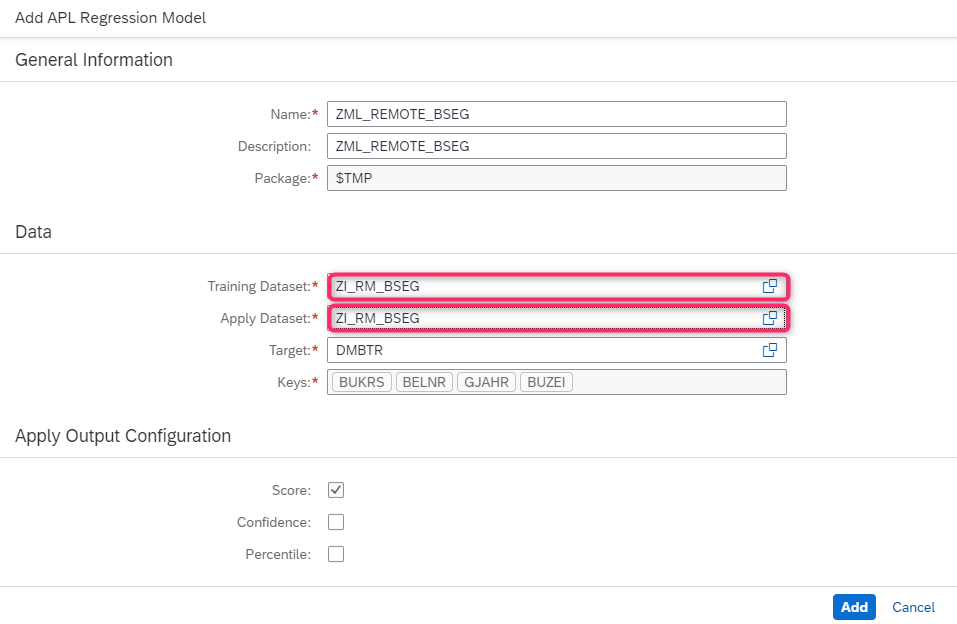 Add APL Regression Model
General Information
Name:* ZML_REMOTE_BSEG
Description: ZML_REMOTE_BSEG
Package:* $TMP
Data
Training Dataset:* ZI_RM_BSEG
Apply Dataset:* ZI_RM_BSEG
Target:* DMBTR
Keys:* BUKRS BELNR GJAHR BUZEI
Apply Output Configuration
Score:
Confidence:
Percentile:
Add Cancel